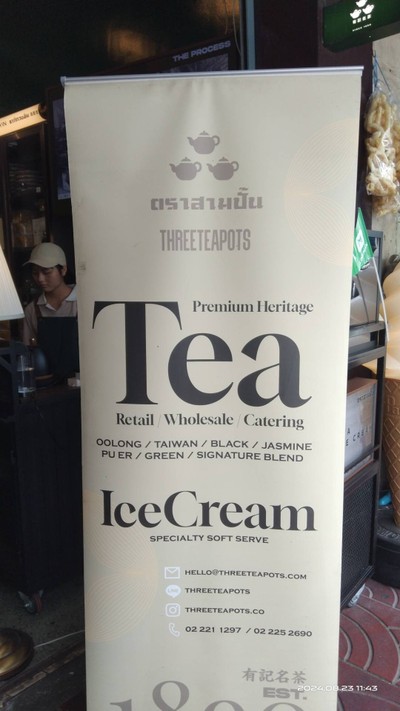 THE PROCESS
ตราสามปั้น
THREETEAPOTS
Premium Heritage
Tea
Retail / Wholesale / Catering
OOLONG / TAIWAN / BLACK / JASMINE
PU ER / GREEN / SIGNATURE BLEND
IceCream
SPECIALTY SOFT SERVE
HELLO@THREETEAPOTS.COM
THREETEAPOTS
THREETEAPOTS.CO
02 221 1297 / 02 225 2690
有記名茶
EST.
2024.08.23 11:43